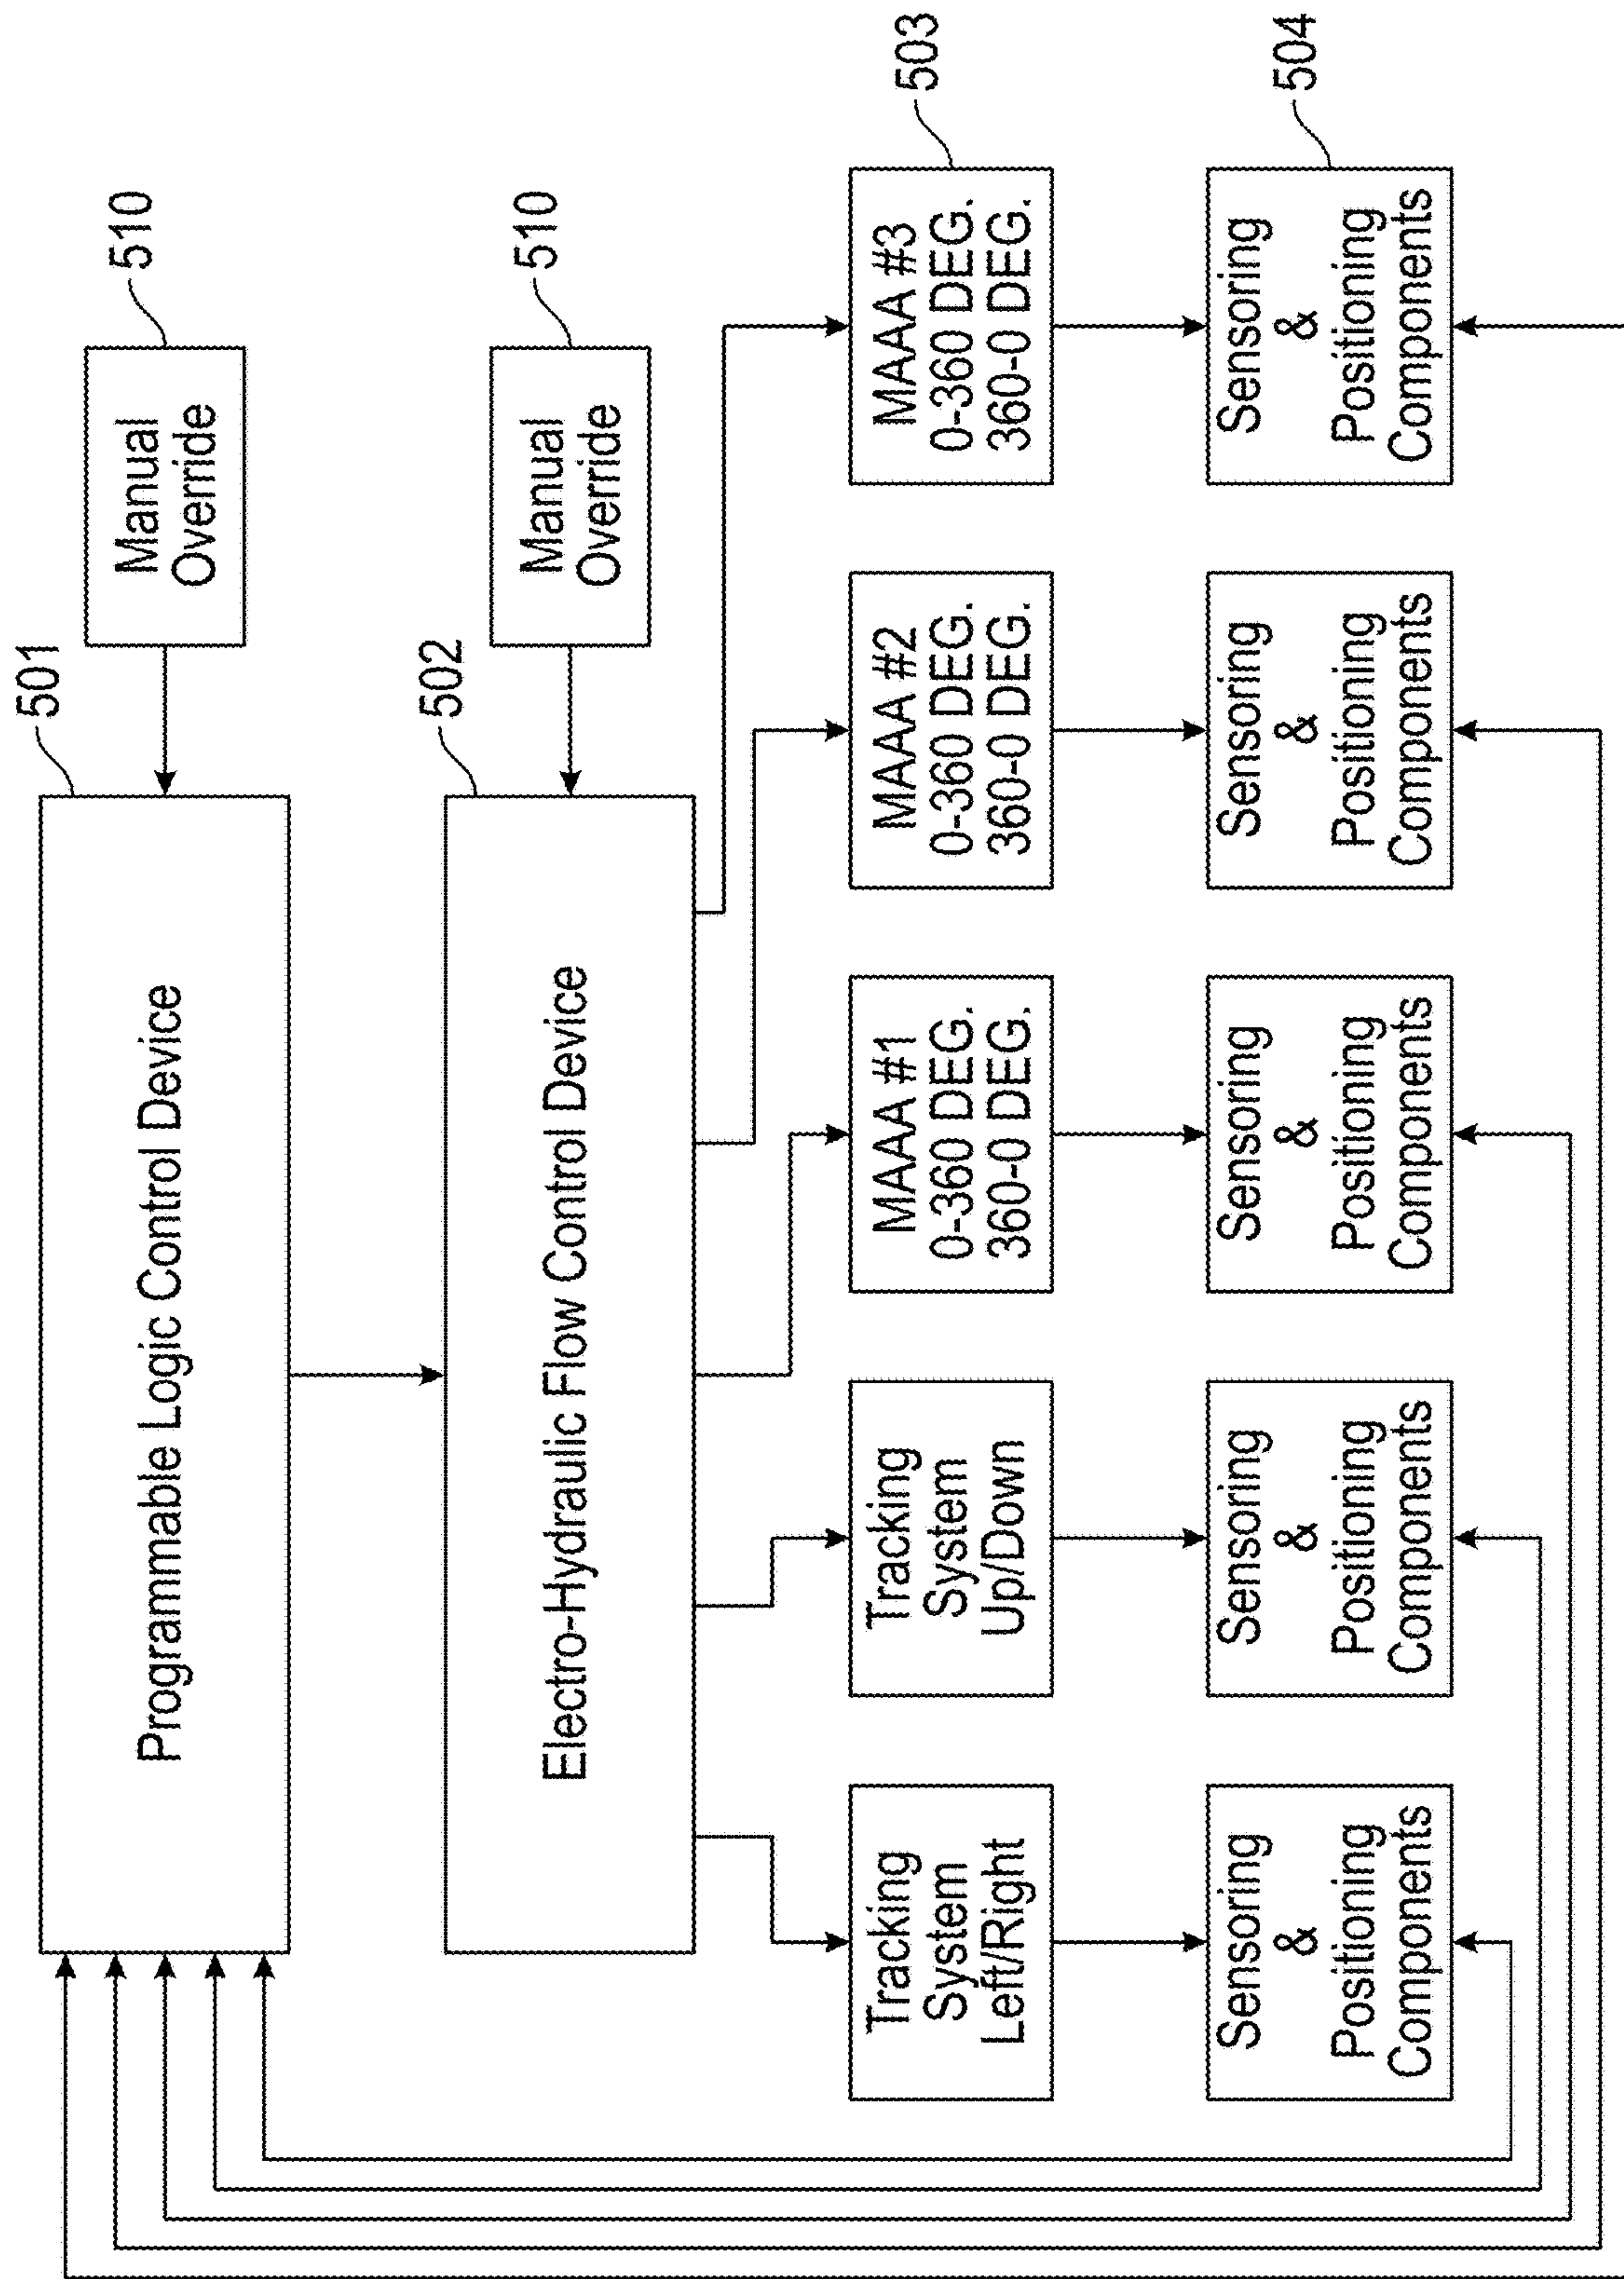 501
Programmable Logic Control Device
Manual
Override
510
502
Electro-Hydraulic Flow Control Device
Manual
Override
510
Tracking
System
Left/Right
Tracking
System
Up/Down
MAAA #1
0-360 DEG.
360-0 DEG.
MAAA #2
0-360 DEG.
360-0 DEG.
MAAA #3
0-360 DEG.
360-0 DEG.
503
Sensoring
&
Positioning
Components
Sensoring
&
Positioning
Components
Sensoring
&
Positioning
Components
Sensoring
&
Positioning
Components
Sensoring
&
Positioning
Components
504